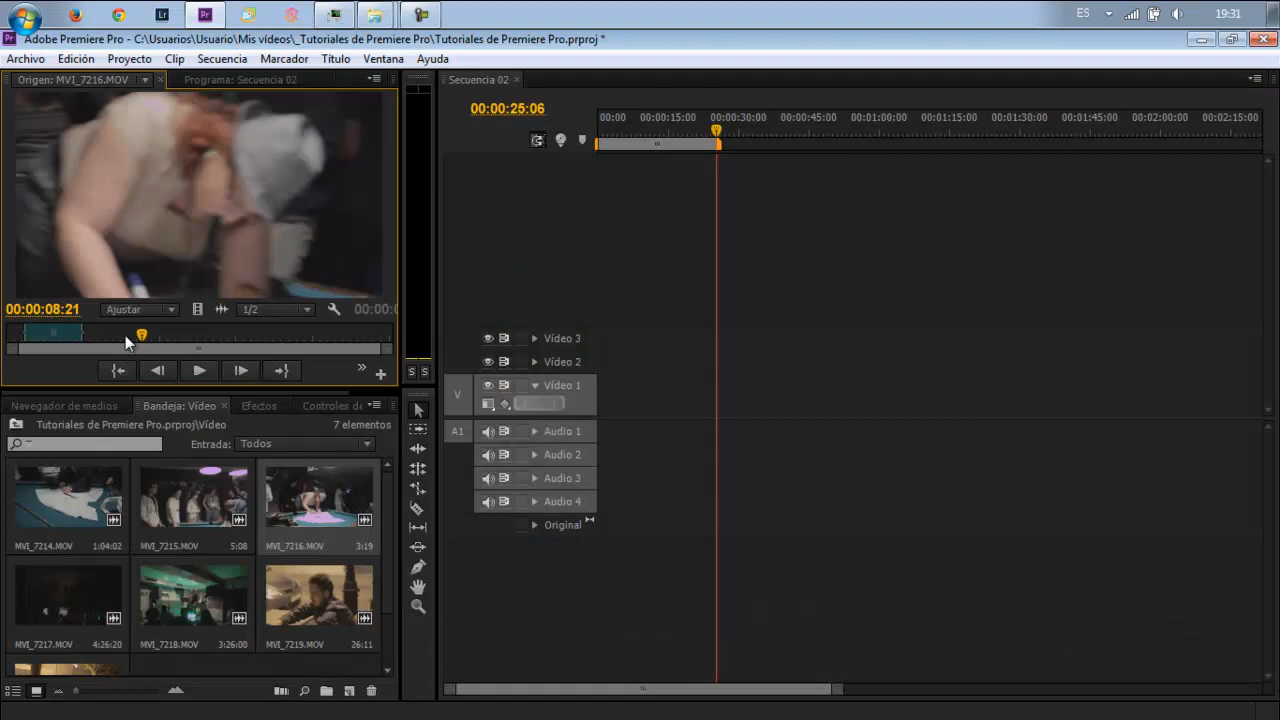 ES 19:31
Adobe Premiere Pro - C:\Usuarios\Usuario\Mis vídeos\_Tutoriales de Premiere Pro\Tutoriales de Premiere Pro.prproj *
Archivo Edición Proyecto Clip Secuencia Marcador Título Ventana Ayuda
Origen: MVI_7216.MOV Programa: Secuencia 02
Secuencia 02
00:00:25:06
00:00 00:00:15:00 00:00:30:00 00:00:45:00 00:01:00:00 00:01:15:00 00:01:30:00 00:01:45:00 00:02:00:00 00:02:15:00
00:00:08:21 Ajustar 1/2 00:00:0
Vídeo 3
Vídeo 2
V Vídeo 1
A1 Audio 1
Audio 2
Audio 3
Audio 4
Original
S S
Navegador de medios Bandeja: Vídeo Efectos Controles de
Tutoriales de Premiere Pro.prproj\Vídeo 7 elementos
Entrada: Todos
MVI_7214.MOV 1:04:02 MVI_7215.MOV 5:08 MVI_7216.MOV 3:19
MVI_7217.MOV 4:26:20 MVI_7218.MOV 3:26:00 MVI_7219.MOV 26:11